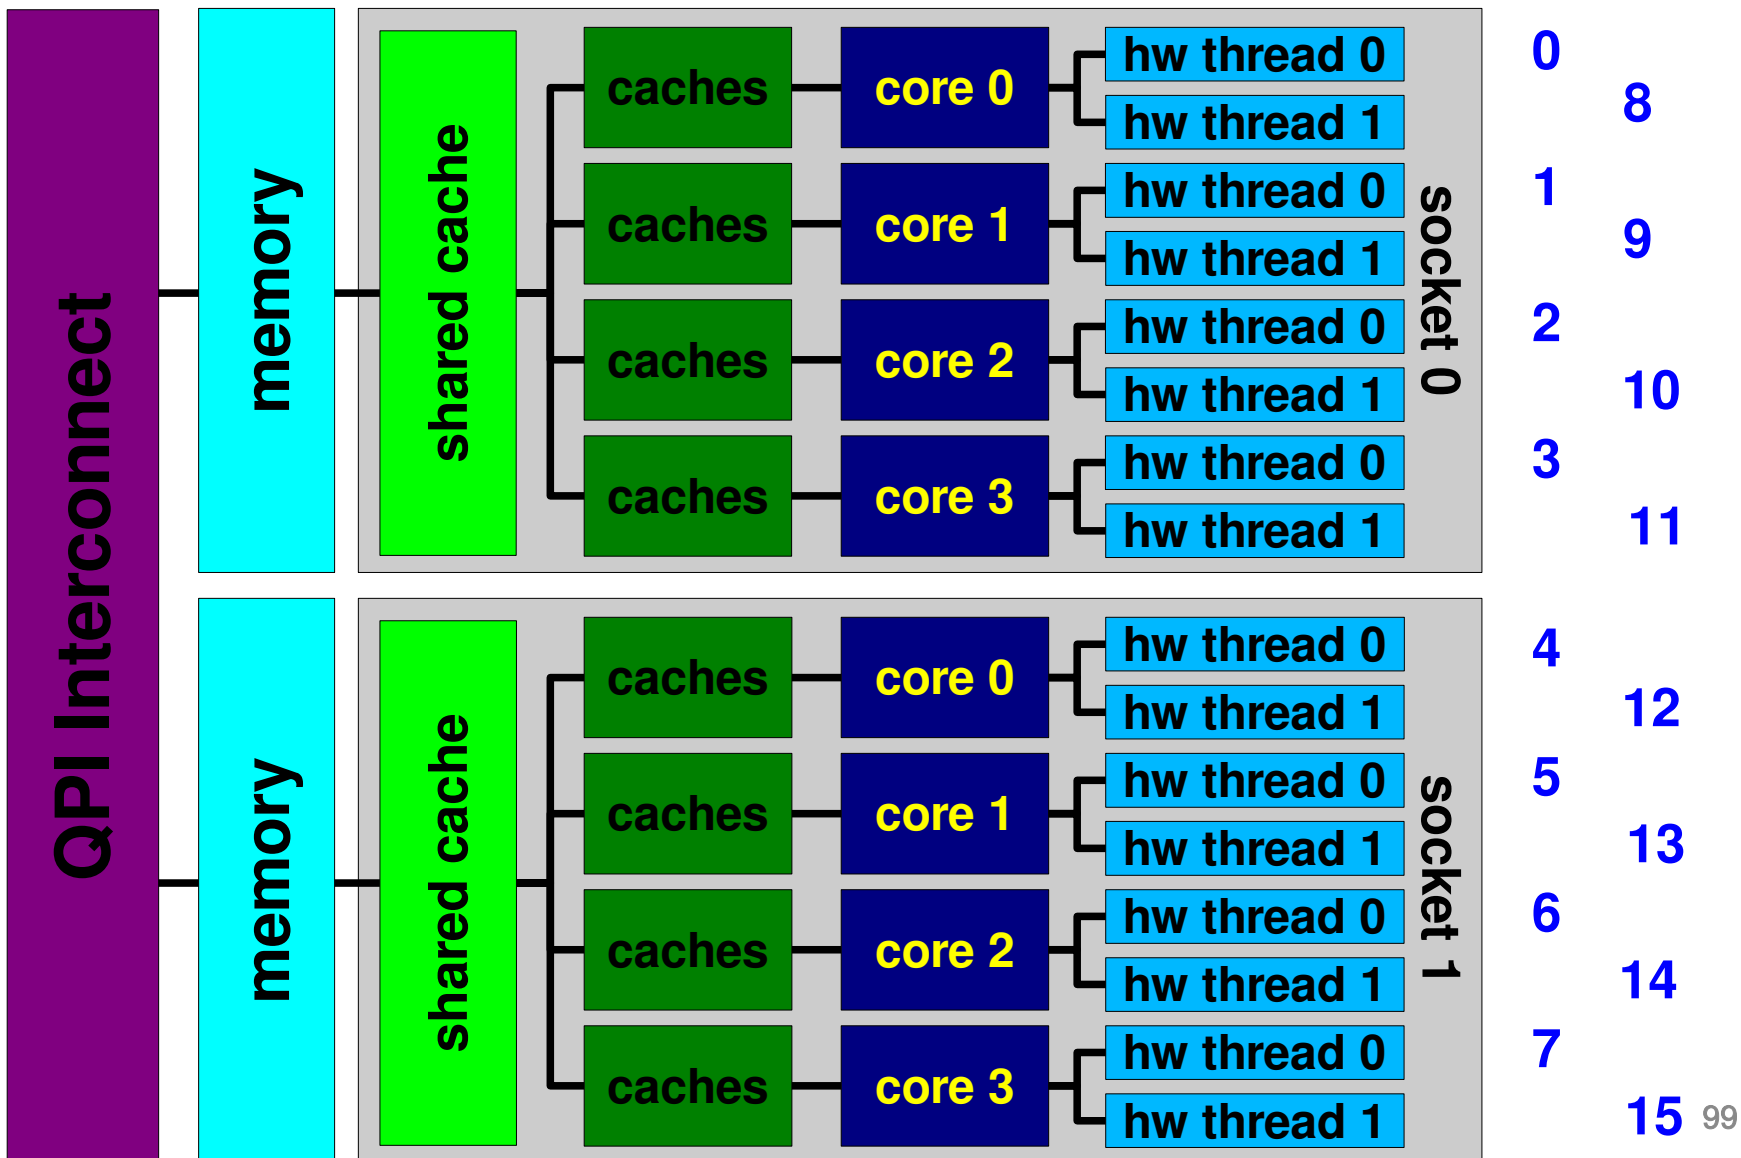 QPI Interconnect
memory
shared cache
caches
core 0
hw thread 0
0
hw thread 1
8
caches
core 1
hw thread 0
1
hw thread 1
9
caches
core 2
hw thread 0
2
hw thread 1
10
caches
core 3
hw thread 0
3
hw thread 1
11
socket 0
memory
shared cache
caches
core 0
hw thread 0
4
hw thread 1
12
caches
core 1
hw thread 0
5
hw thread 1
13
caches
core 2
hw thread 0
6
hw thread 1
14
caches
core 3
hw thread 0
7
hw thread 1
15
socket 1
99